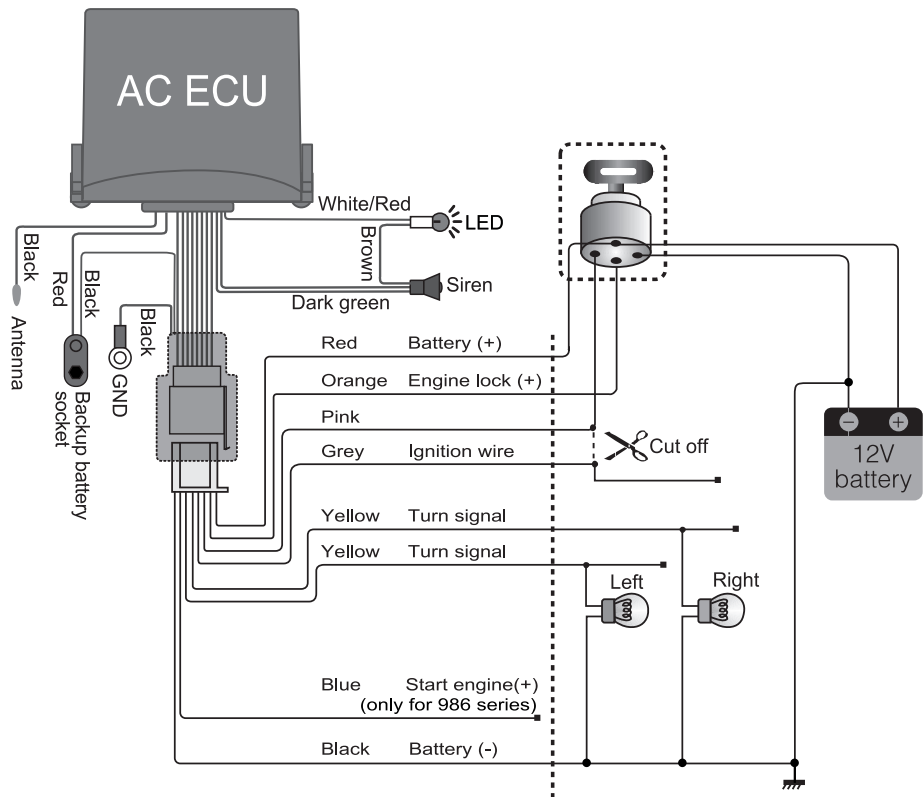 AC ECU
White/Red
LED
Brown
Siren
Dark green
Black
Antenna
Red
Black
Backup battery
socket
Black
GND
Red Battery (+)
Orange Engine lock (+)
Pink
Grey Ignition wire
Cut off
12V
battery
Yellow Turn signal
Yellow Turn signal
Left
Right
Blue Start engine(+)
(only for 986 series)
Black Battery (-)